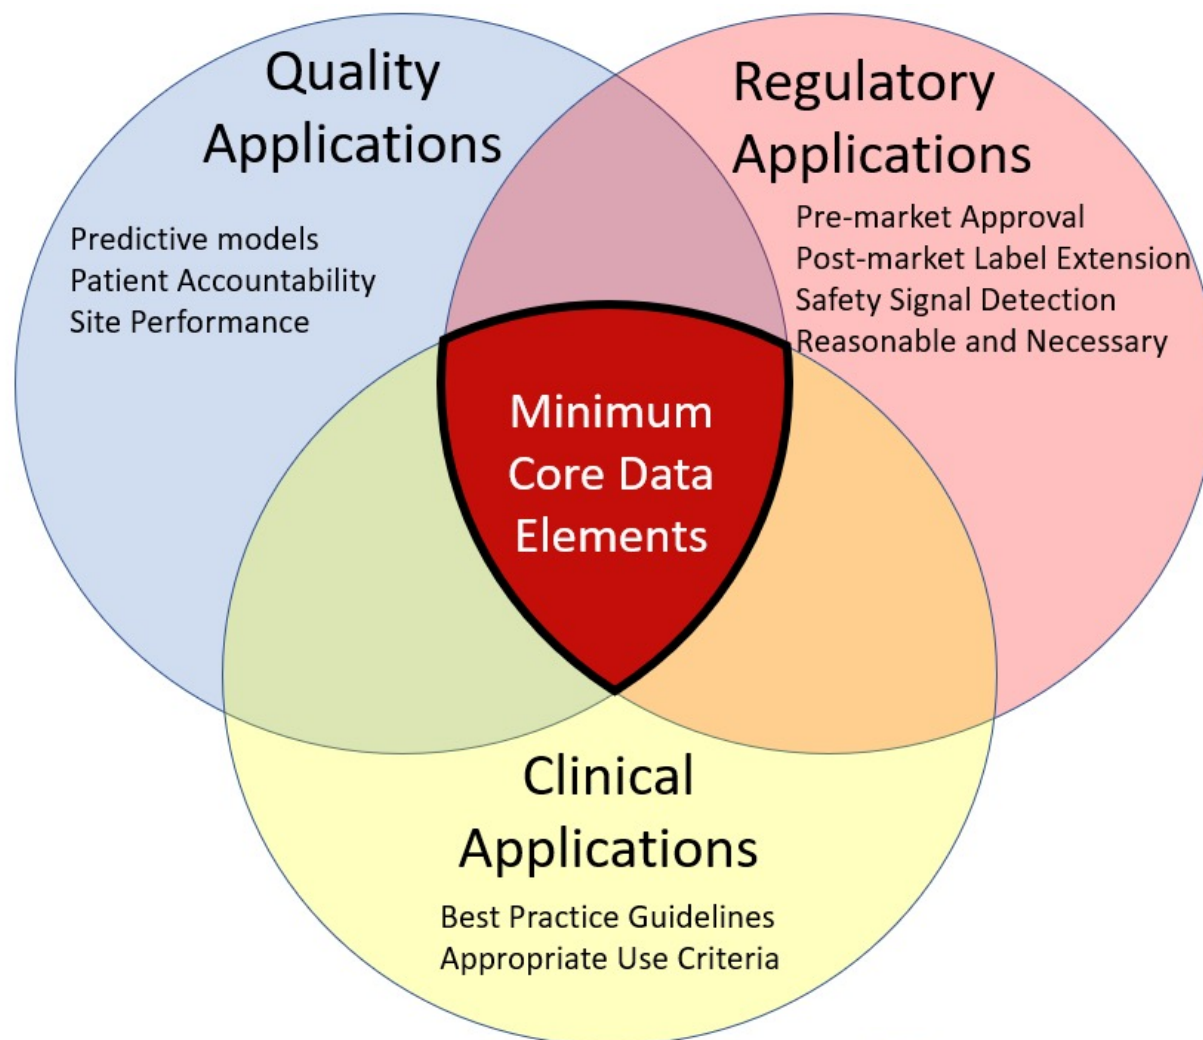 Quality
Applications
Predictive models
Patient Accountability
Site Performance
Regulatory
Applications
Pre-market Approval
Post-market Label Extension
Safety Signal Detection
Reasonable and Necessary
Minimum
Core Data
Elements
Clinical
Applications
Best Practice Guidelines
Appropriate Use Criteria